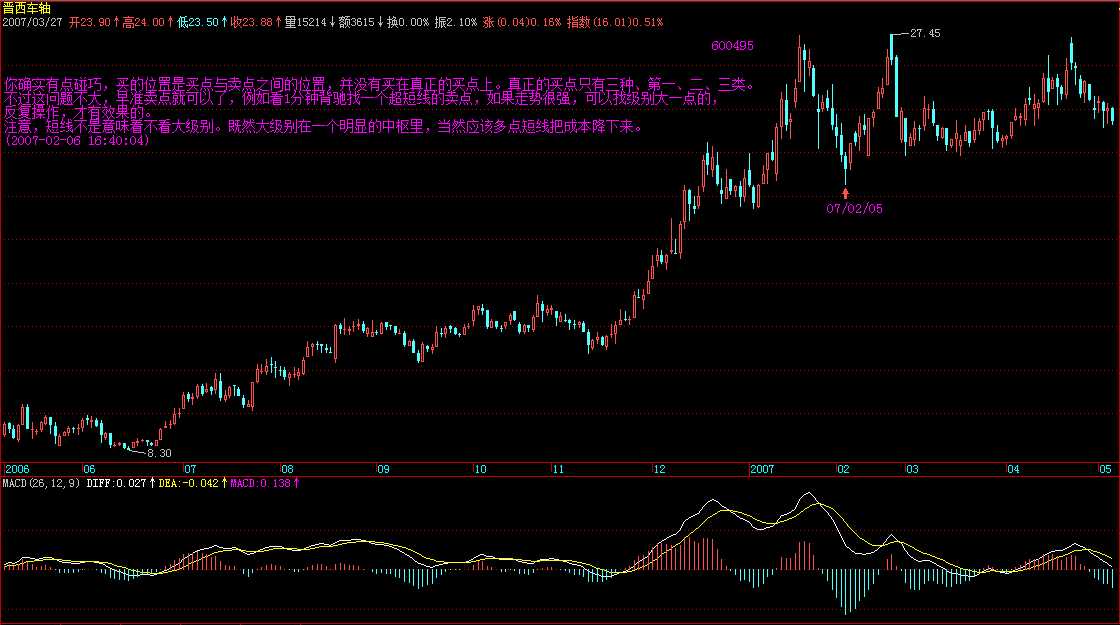 晋西车轴
2007/03/27 开23.90↑高24.00↑低23.50↑收23.88↑量15214↓额3615↓换0.00% 振2.10% 涨(0.04)0.16% 指数(16.01)0.51%
27.45
600495
你确实有点碰巧，买的位置是买点与卖点之间的位置，并没有买在真正的买点上。真正的买点只有三种、第一、二、三类。
不过这问题不大，早准卖点就可以了，例如看1分钟背驰找一个超短线的卖点，如果走势很强，可以找级别大一点的，
反复操作，才有效果的。
注意，短线不是意味着不看大级别。既然大级别在一个明显的中枢里，当然应该多点短线把成本降下来。
(2007-02-06 16:40:04)
07/02/05
8.30
2006 06 07 08 09 10 11 12 2007 02 03 04 05
MACD(26,12,9) DIFF:0.027↑DEA:-0.042↑MACD:0.138↑